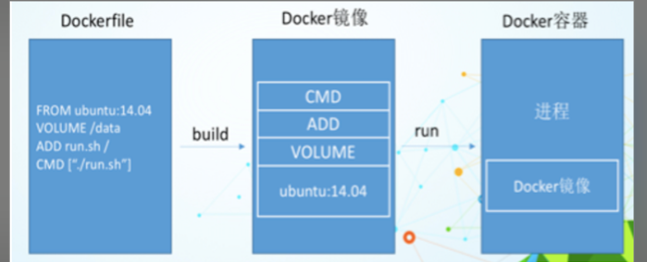 Dockerfile
Docker镜像
Docker容器
FROM ubuntu:14.04
VOLUME /data
ADD run.sh /
CMD [“./run.sh”]
build
CMD
ADD
VOLUME
ubuntu:14.04
run
进程
Docker镜像